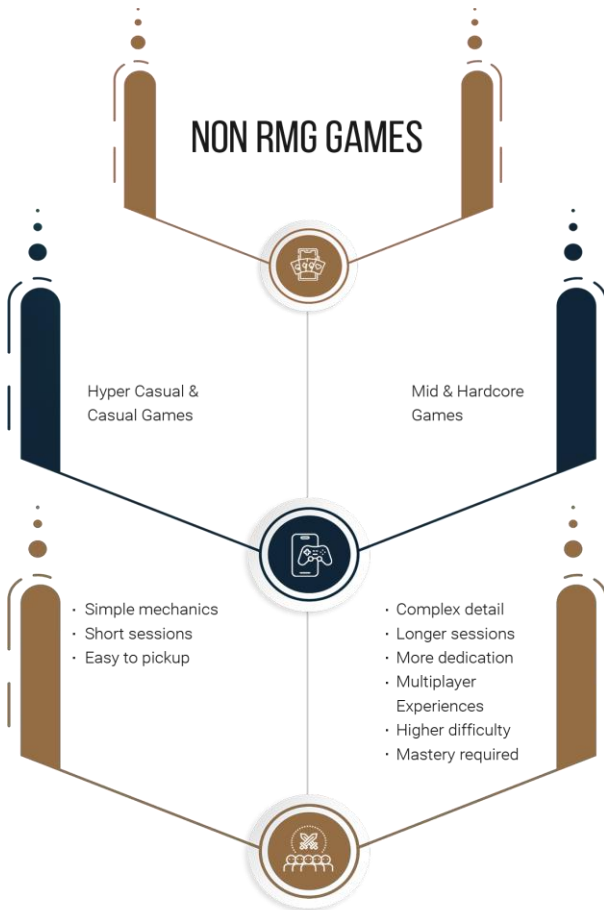 NON RMG GAMES
Hyper Casual &
Casual Games
Mid & Hardcore
Games
· Simple mechanics
· Short sessions
· Easy to pickup
· Complex detail
· Longer sessions
· More dedication
· Multiplayer
Experiences
· Higher difficulty
· Mastery required